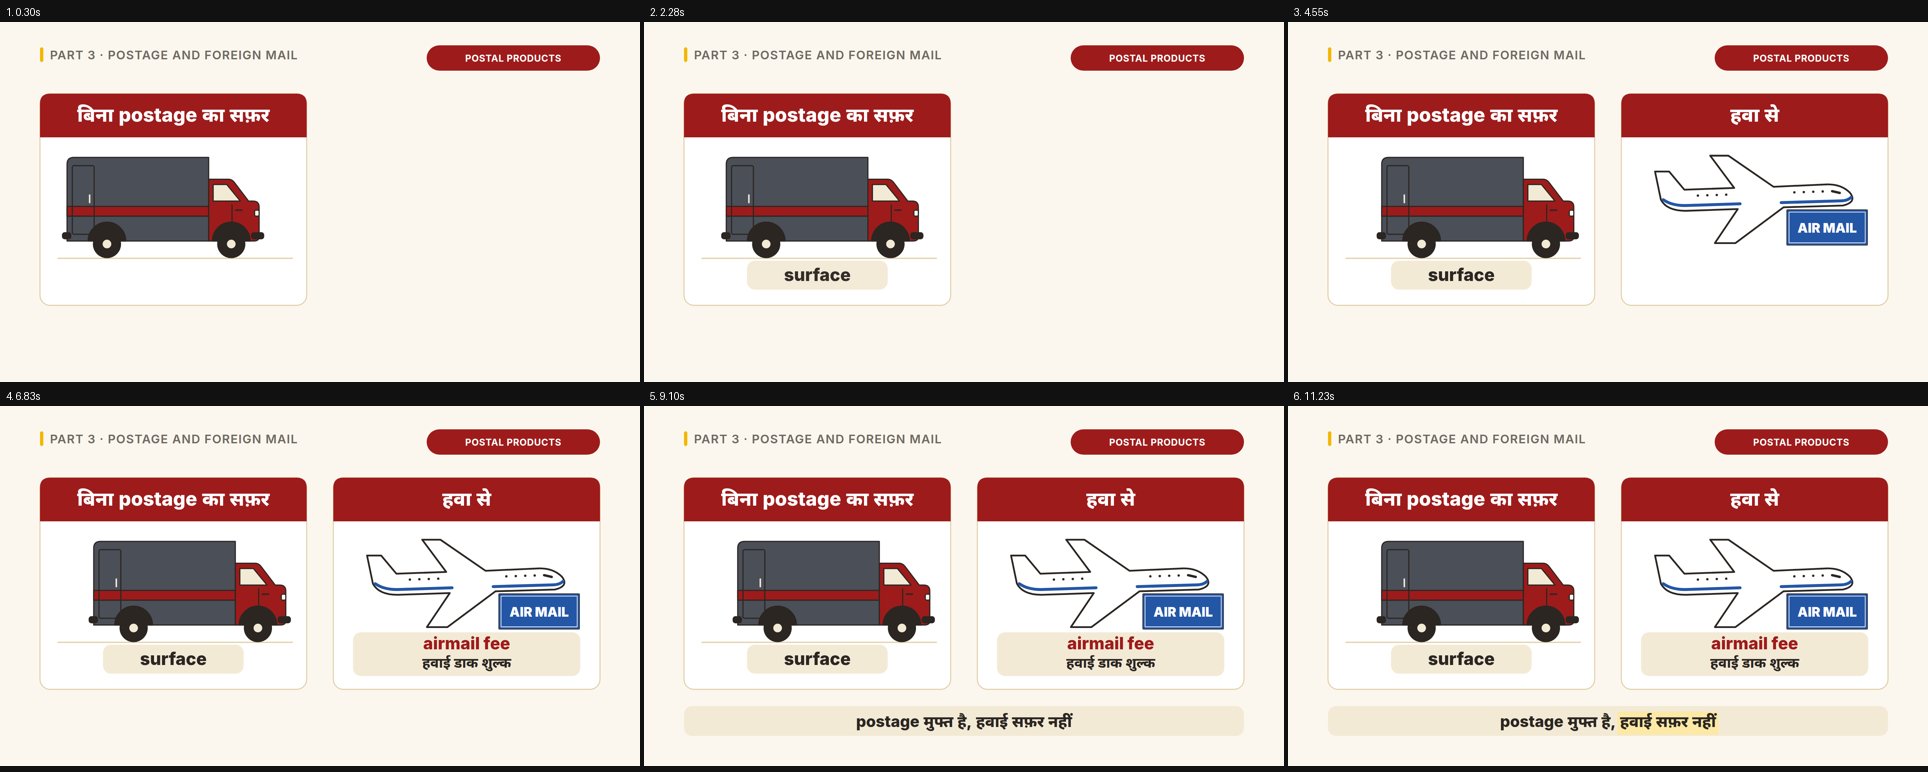 1. 0.30s
PART 3 · POSTAGE AND FOREIGN MAIL
POSTAL PRODUCTS
बिना postage का सफ़र
2. 2.28s
PART 3 · POSTAGE AND FOREIGN MAIL
POSTAL PRODUCTS
बिना postage का सफ़र
surface
3. 4.55s
PART 3 · POSTAGE AND FOREIGN MAIL
POSTAL PRODUCTS
बिना postage का सफ़र
हवा से
AIR MAIL
surface
4. 6.83s
PART 3 · POSTAGE AND FOREIGN MAIL
POSTAL PRODUCTS
बिना postage का सफ़र
हवा से
AIR MAIL
surface
airmail fee
हवाई डाक शुल्क
5. 9.10s
PART 3 · POSTAGE AND FOREIGN MAIL
POSTAL PRODUCTS
बिना postage का सफ़र
हवा से
AIR MAIL
surface
airmail fee
हवाई डाक शुल्क
postage मुफ्त है, हवाई सफ़र नहीं
6. 11.23s
PART 3 · POSTAGE AND FOREIGN MAIL
POSTAL PRODUCTS
बिना postage का सफ़र
हवा से
AIR MAIL
surface
airmail fee
हवाई डाक शुल्क
postage मुफ्त है, हवाई सफ़र नहीं